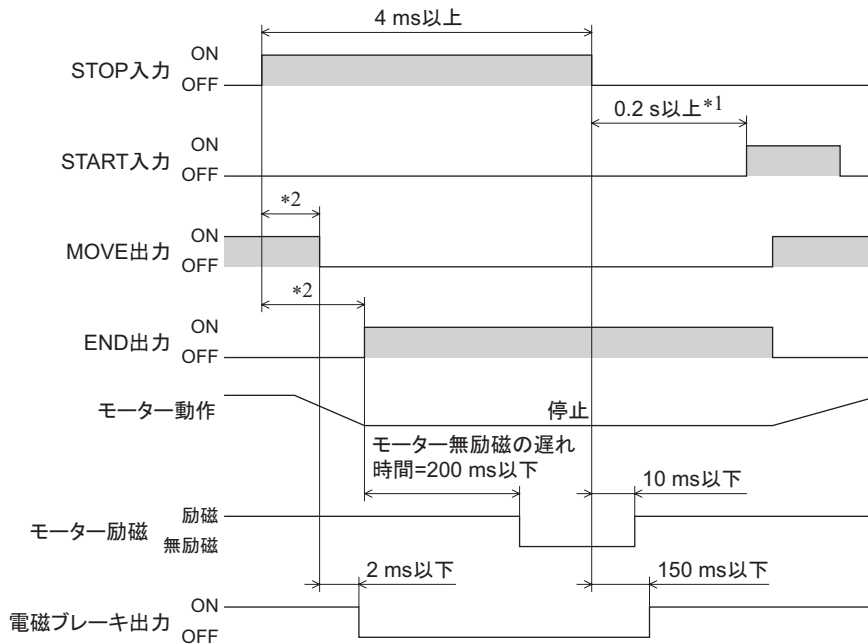 4 ms以上
STOP入力
ON
OFF
0.2 s以上*1
START入力
ON
OFF
*2
MOVE出力
ON
OFF
*2
END出力
ON
OFF
モーター動作
停止
モーター無励磁の遅れ
時間=200 ms以下
10 ms以下
モーター励磁
励磁
無励磁
2 ms以下
150 ms以下
電磁ブレーキ出力
ON
OFF